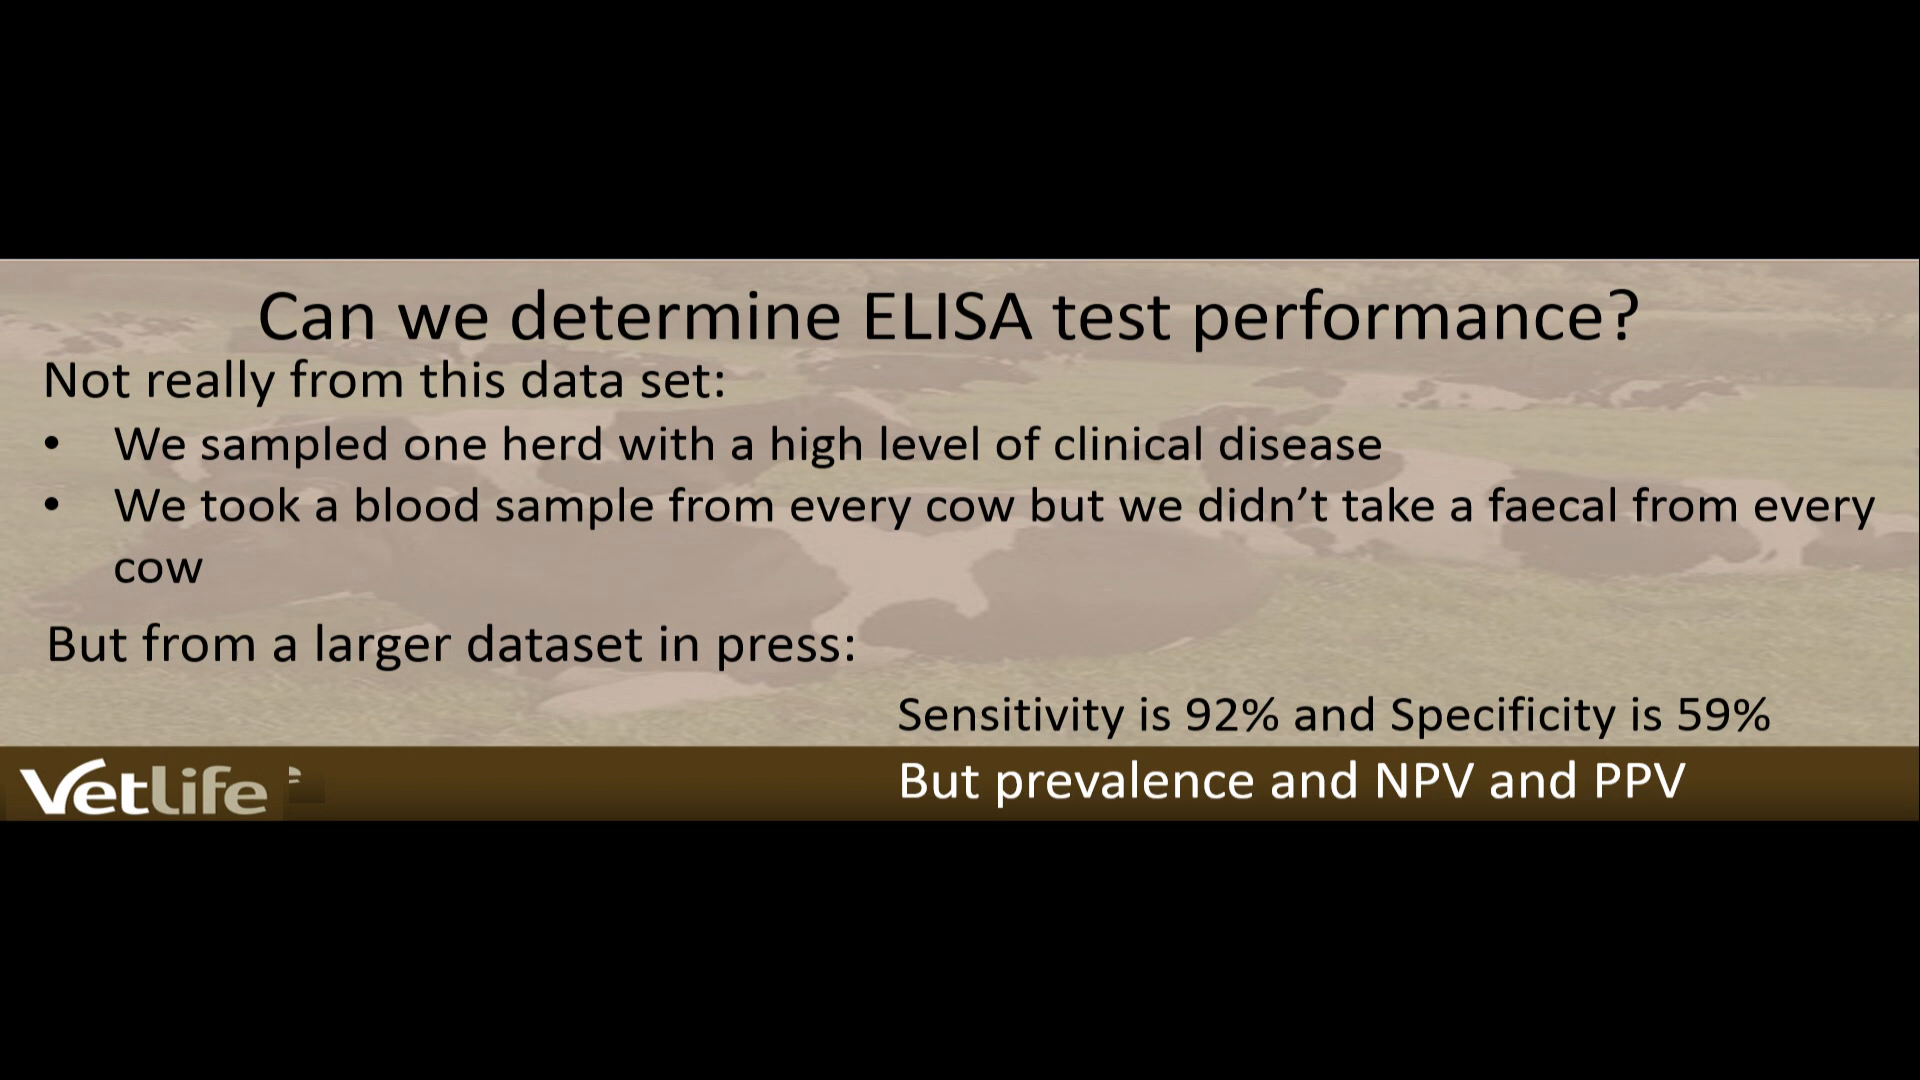 Can we determine ELISA test performance?
Not really from this data set:
• We sampled one herd with a high level of clinical disease
• We took a blood sample from every cow but we didn’t take a faecal from every
cow
But from a larger dataset in press:
Sensitivity is 92% and Specificity is 59%
But prevalence and NPV and PPV
Vetlife